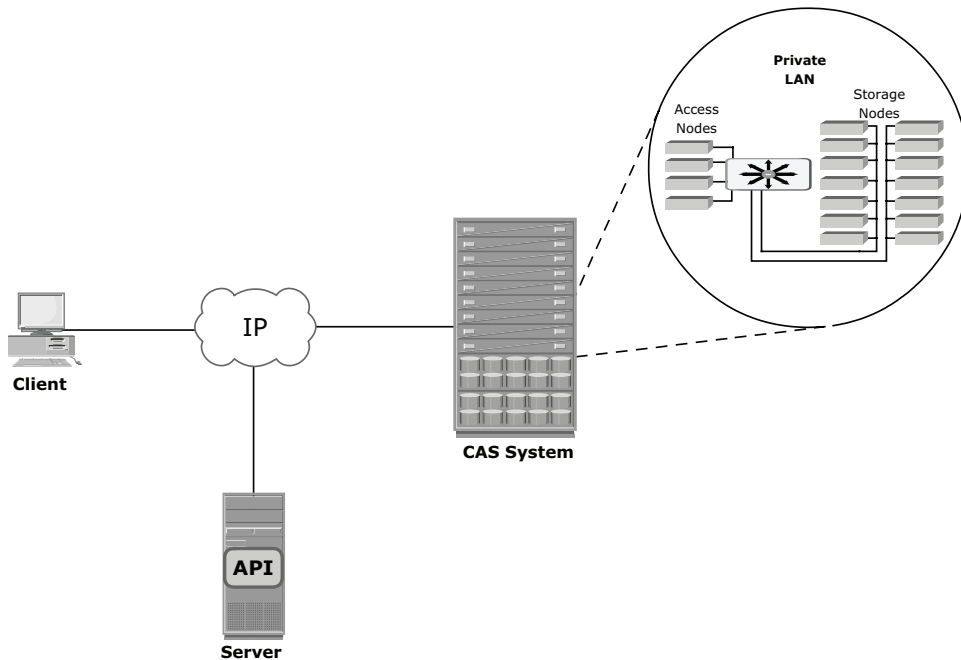 Private
LAN
Storage
Nodes
Access
Nodes
IP
Client
CAS System
API
Server